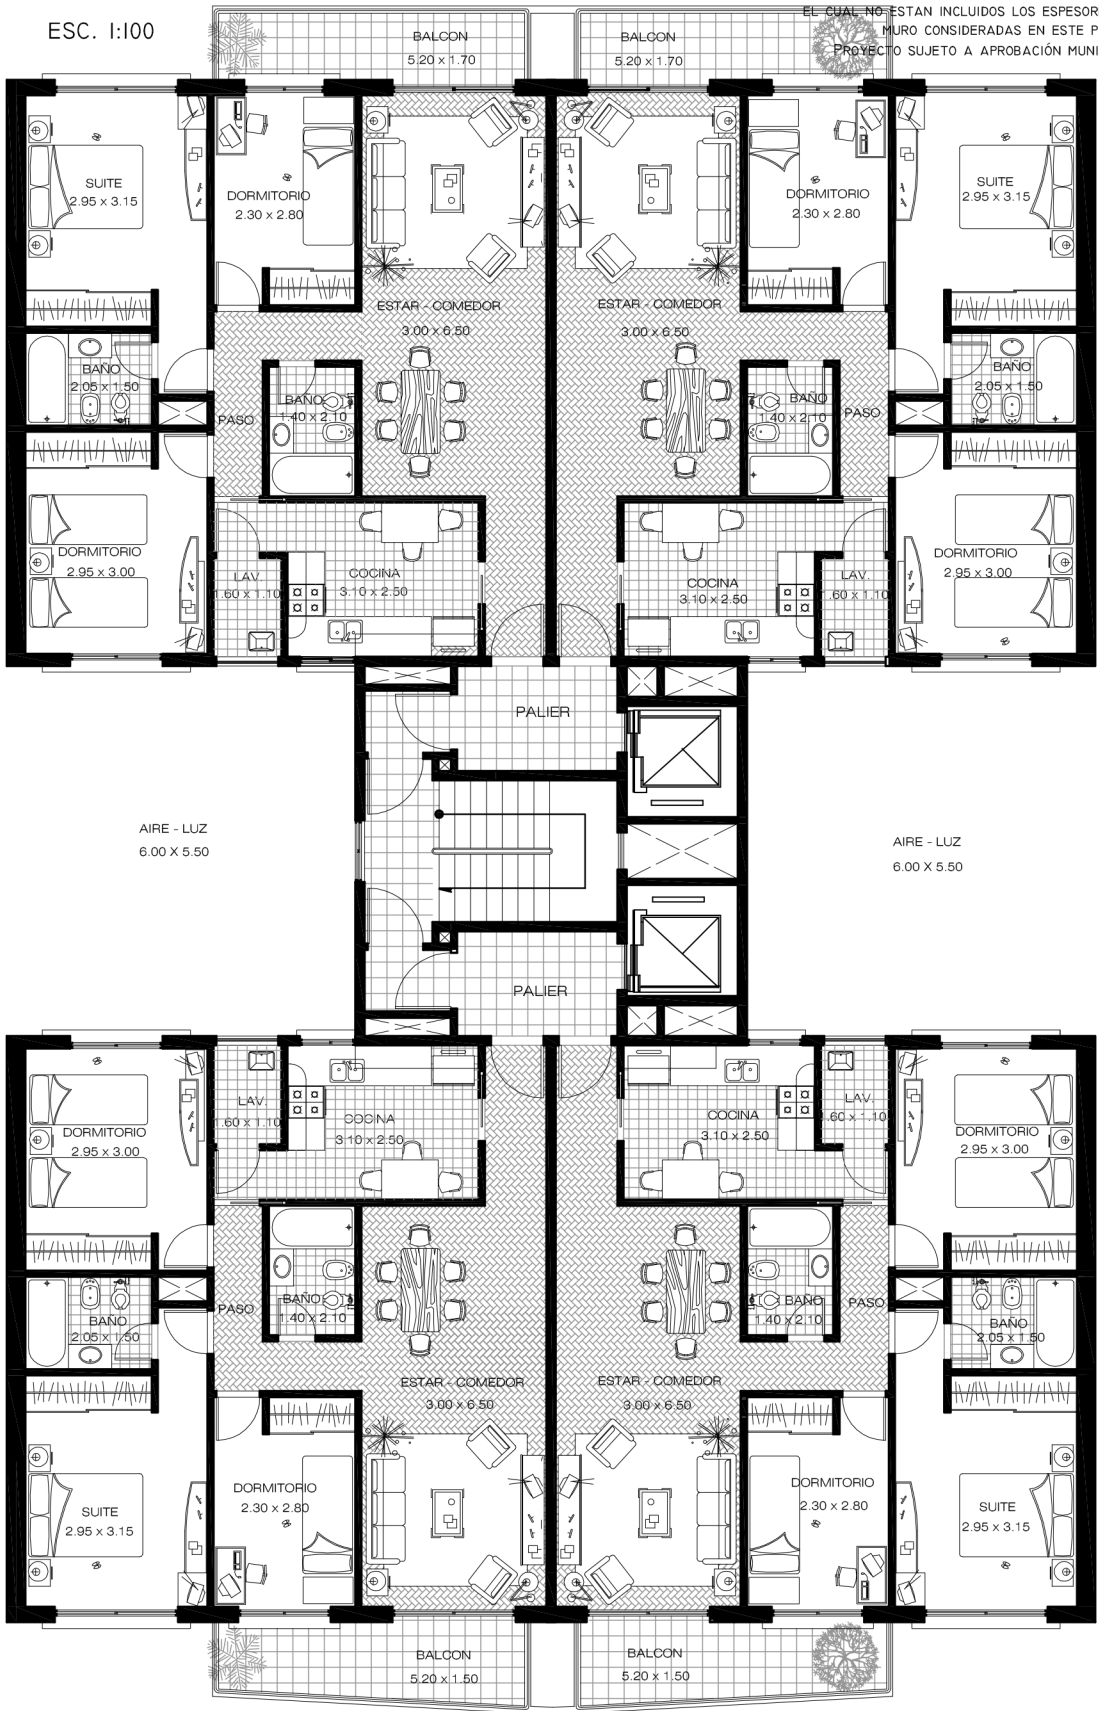 ESC. 1:100
EL CUAL NO ESTAN INCLUIDOS LOS ESPESOR
MURO CONSIDERADAS EN ESTE P
PROYECTO SUJETO A APROBACIÓN MUNI
BALCON
5.20 x 1.70
BALCON
5.20 x 1.70
SUITE
2.95 x 3.15
DORMITORIO
2.30 x 2.80
DORMITORIO
2.30 x 2.80
SUITE
2.95 x 3.15
ESTAR - COMEDOR
3.00 x 6.50
ESTAR - COMEDOR
3.00 x 6.50
BAÑO
2.05 x 1.50
BAÑO
1.40 x 2.10
BAÑO
1.40 x 2.10
BAÑO
2.05 x 1.50
PASO
PASO
DORMITORIO
2.95 x 3.00
LAV.
1.60 x 1.10
COCINA
3.10 x 2.50
COCINA
3.10 x 2.50
LAV.
1.60 x 1.10
DORMITORIO
2.95 x 3.00
PALIER
AIRE - LUZ
6.00 X 5.50
AIRE - LUZ
6.00 X 5.50
PALIER
DORMITORIO
2.95 x 3.00
LAV.
1.60 x 1.10
COCINA
3.10 x 2.50
COCINA
3.10 x 2.50
LAV.
1.60 x 1.10
DORMITORIO
2.95 x 3.00
BAÑO
2.05 x 1.50
PASO
BAÑO
1.40 x 2.10
BAÑO
1.40 x 2.10
PASO
BAÑO
2.05 x 1.50
ESTAR - COMEDOR
3.00 x 6.50
ESTAR - COMEDOR
3.00 x 6.50
SUITE
2.95 x 3.15
DORMITORIO
2.30 x 2.80
DORMITORIO
2.30 x 2.80
SUITE
2.95 x 3.15
BALCON
5.20 x 1.50
BALCON
5.20 x 1.50